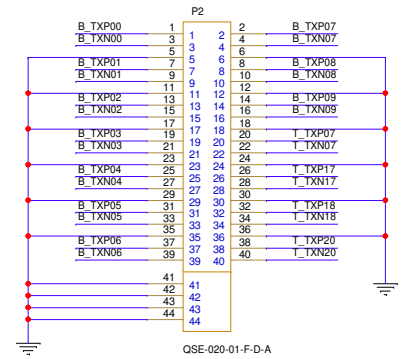 P2
B_TXP00 1 1 2 2 B_TXP07
B_TXN00 3 3 4 4 B_TXN07
5 5 6 6
B_TXP01 7 7 8 8 B_TXP08
B_TXN01 9 9 10 10 B_TXN08
11 11 12 12
B_TXP02 13 13 14 14 B_TXP09
B_TXN02 15 15 16 16 B_TXN09
17 17 18 18
B_TXP03 19 19 20 20 T_TXP07
B_TXN03 21 21 22 22 T_TXN07
23 23 24 24
B_TXP04 25 25 26 26 T_TXP17
B_TXN04 27 27 28 28 T_TXN17
29 29 30 30
B_TXP05 31 31 32 32 T_TXP18
B_TXN05 33 33 34 34 T_TXN18
35 35 36 36
B_TXP06 37 37 38 38 T_TXP20
B_TXN06 39 39 40 40 T_TXN20
41 41
42 42
43 43
44 44
QSE-020-01-F-D-A